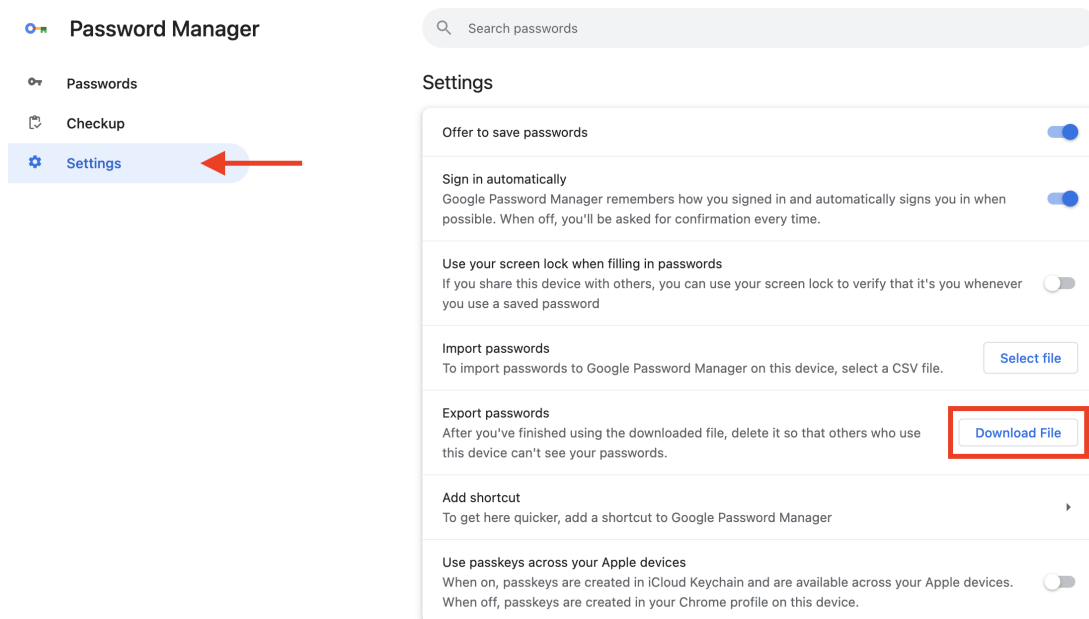 Password Manager
Search passwords
Passwords
Checkup
Settings
Settings
Offer to save passwords
Sign in automatically
Google Password Manager remembers how you signed in and automatically signs you in when
possible. When off, you'll be asked for confirmation every time.
Use your screen lock when filling in passwords
If you share this device with others, you can use your screen lock to verify that it's you whenever
you use a saved password
Import passwords
To import passwords to Google Password Manager on this device, select a CSV file.
Select file
Export passwords
After you've finished using the downloaded file, delete it so that others who use
this device can't see your passwords.
Download File
Add shortcut
To get here quicker, add a shortcut to Google Password Manager
Use passkeys across your Apple devices
When on, passkeys are created in iCloud Keychain and are available across your Apple devices.
When off, passkeys are created in your Chrome profile on this device.